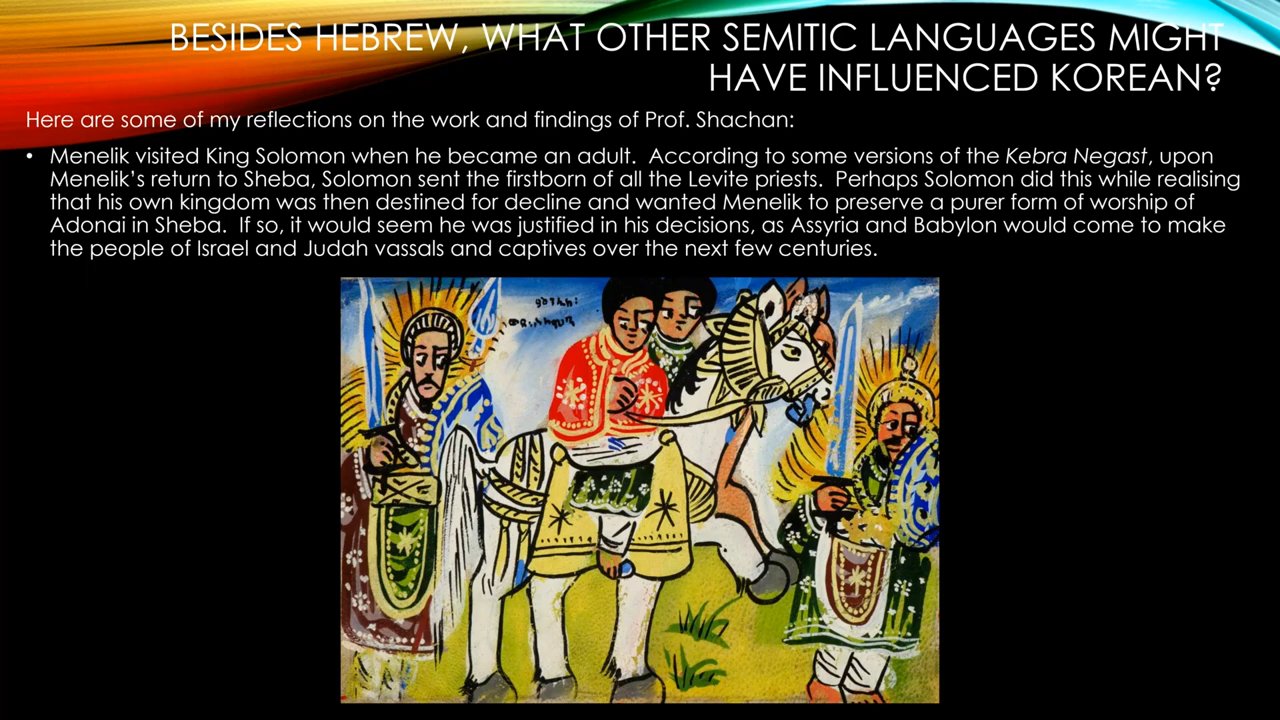 BESIDES HEBREW, WHAT OTHER SEMITIC LANGUAGES MIGHT
HAVE INFLUENCED KOREAN?
Here are some of my reflections on the work and findings of Prof. Shachan:
• Menelik visited King Solomon when he became an adult.  According to some versions of the Kebra Negast, upon
Menelik's return to Sheba, Solomon sent the firstborn of all the Levite priests.  Perhaps Solomon did this while realising
that his own kingdom was then destined for decline and wanted Menelik to preserve a purer form of worship of
Adonai in Sheba.  If so, it would seem he was justified in his decisions, as Assyria and Babylon would come to make
the people of Israel and Judah vassals and captives over the next few centuries.